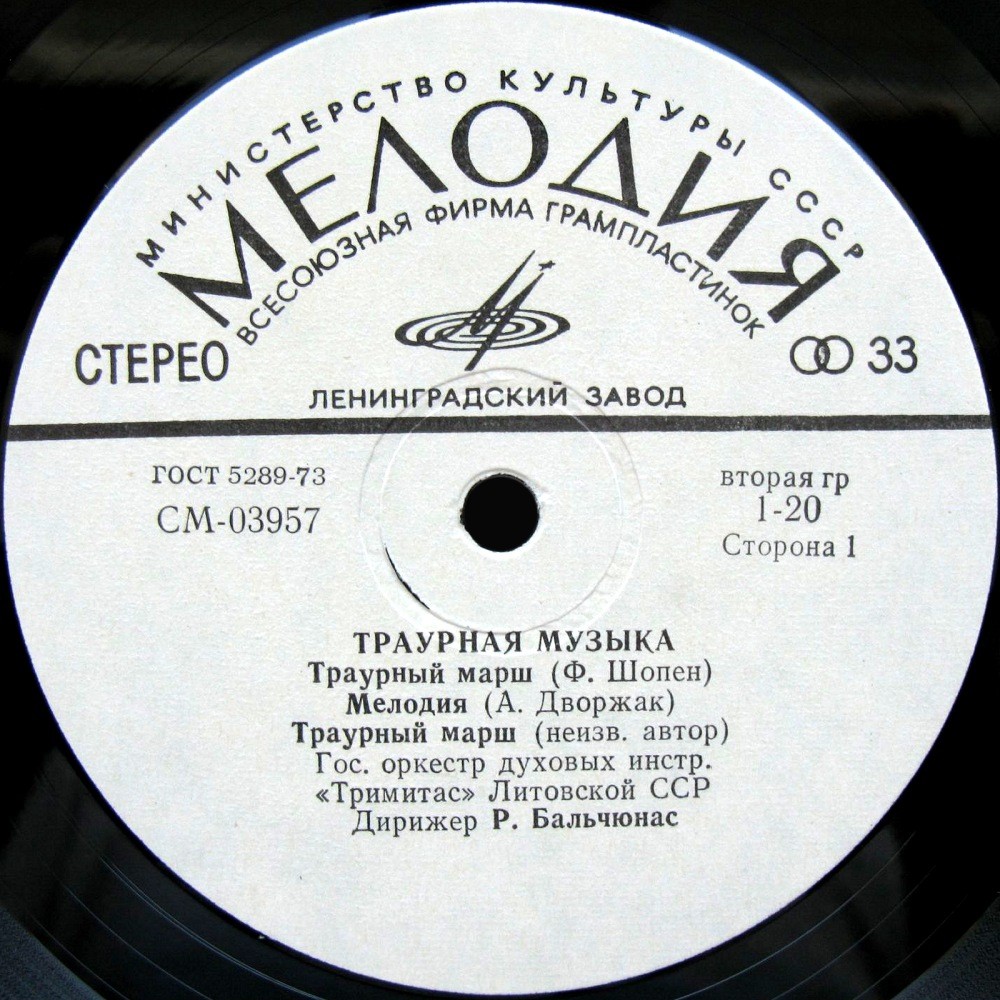 МИНИСТЕРСТВО КУЛЬТУРЫ СССР
МЕЛОДИЯ
ВСЕСОЮЗНАЯ ФИРМА ГРАМПЛАСТИНОК
СТЕРЕО
33
ЛЕНИНГРАДСКИЙ ЗАВОД
ГОСТ 5289-73
СМ-03957
вторая гр
1-20
Сторона 1
ТРАУРНАЯ МУЗЫКА
Траурный марш (Ф. Шопен)
Мелодия (А. Дворжак)
Траурный марш (неизв. автор)
Гос. оркестр духовых инстр.
«Тримитас» Литовской ССР
Дирижер Р. Бальчюнас